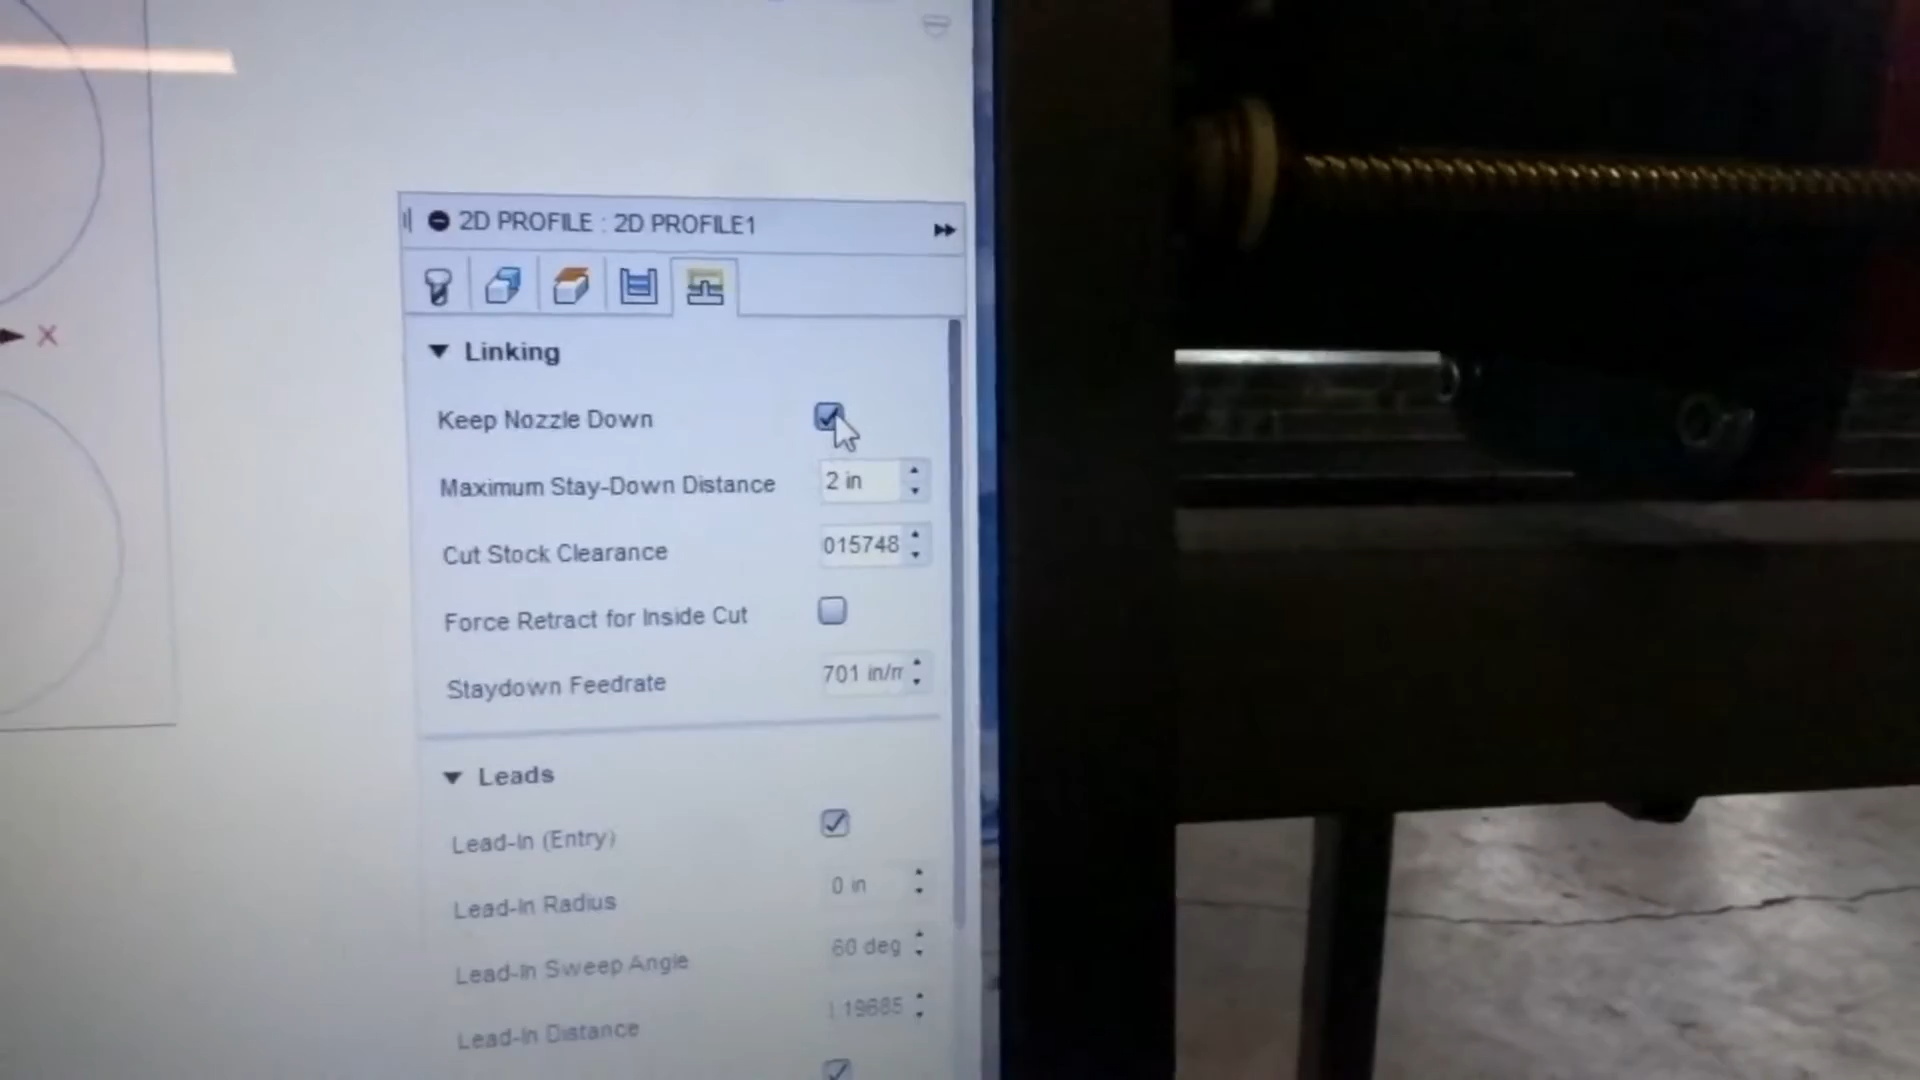 2D PROFILE : 2D PROFILE1
Linking
Keep Nozzle Down
Maximum Stay-Down Distance 2 in
Cut Stock Clearance 015748
Force Retract for Inside Cut
Staydown Feedrate 701 in/
Leads
Lead-In (Entry)
Lead-In Radius 0 in
Lead-In Sweep Angle 60 deg
Lead-In Distance 19685
X